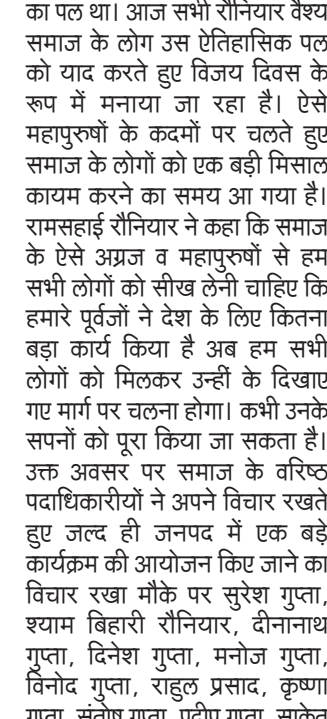 का पल था। आज सभी रौनियार वैश्य
समाज के लोग उस ऐतिहासिक पल
को याद करते हुए विजय दिवस के
रूप में मनाया जा रहा है। ऐसे
महापुरुषों के कदमों पर चलते हुए
समाज के लोगों को एक बड़ी मिसाल
कायम करने का समय आ गया है।
रामसहाई रौनियार ने कहा कि समाज
के ऐसे अग्रज व महापुरुषों से हम
सभी लोगों को सीख लेनी चाहिए कि
हमारे पूर्वजों ने देश के लिए कितना
बड़ा कार्य किया है अब हम सभी
लोगों को मिलकर उन्हीं के दिखाए
गए मार्ग पर चलना होगा। कभी उनके
सपनों को पूरा किया जा सकता है।
उक्त अवसर पर समाज के वरिष्ठ
पदाधिकारीयों ने अपने विचार रखते
हुए जल्द ही जनपद में एक बड़े
कार्यक्रम की आयोजन किए जाने का
विचार रखा मौके पर सुरेश गुप्ता,
श्याम बिहारी रौनियार, दीनानाथ
गुप्ता, दिनेश गुप्ता, मनोज गुप्ता,
विनोद गुप्ता, राहुल प्रसाद, कृष्णा
गुप्ता, संतोष गुप्ता, प्रदीप गुप्ता, साकेत